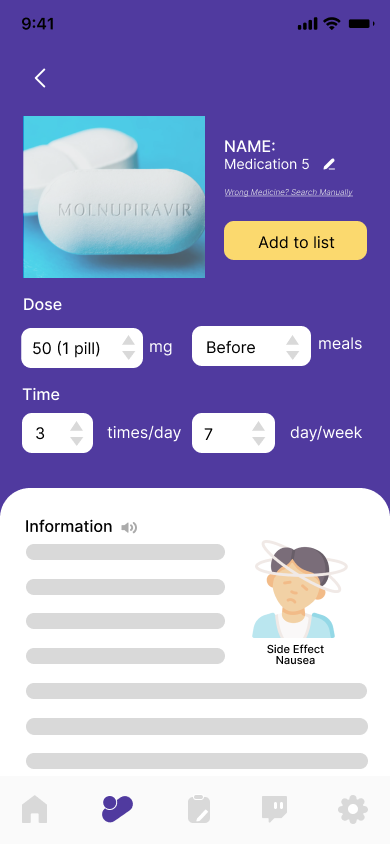 9:41
MOLNUPIRAVIR
NAME:
Medication 5
Wrong Medicine? Search Manually
Add to list
Dose
50 (1 pill)
mg
Before
meals
Time
3
times/day
7
day/week
Information
Side Effect
Nausea